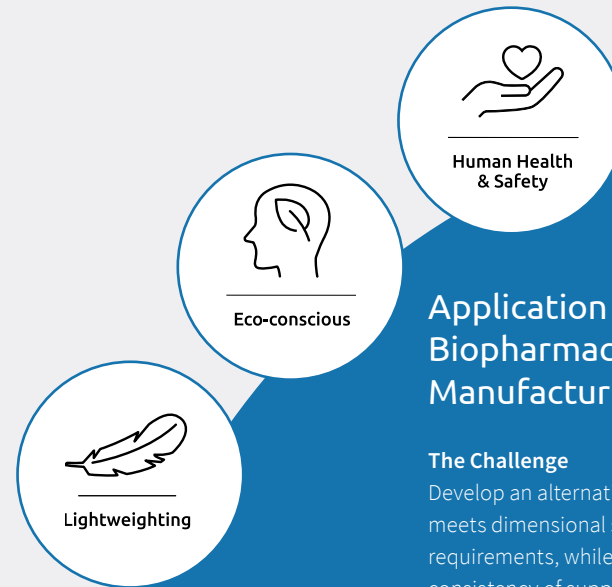 Human Health
& Safety
Eco-conscious
Lightweighting
Application
Biopharmac
Manufactur
The Challenge
Develop an alternat
meets dimensional
requirements, while